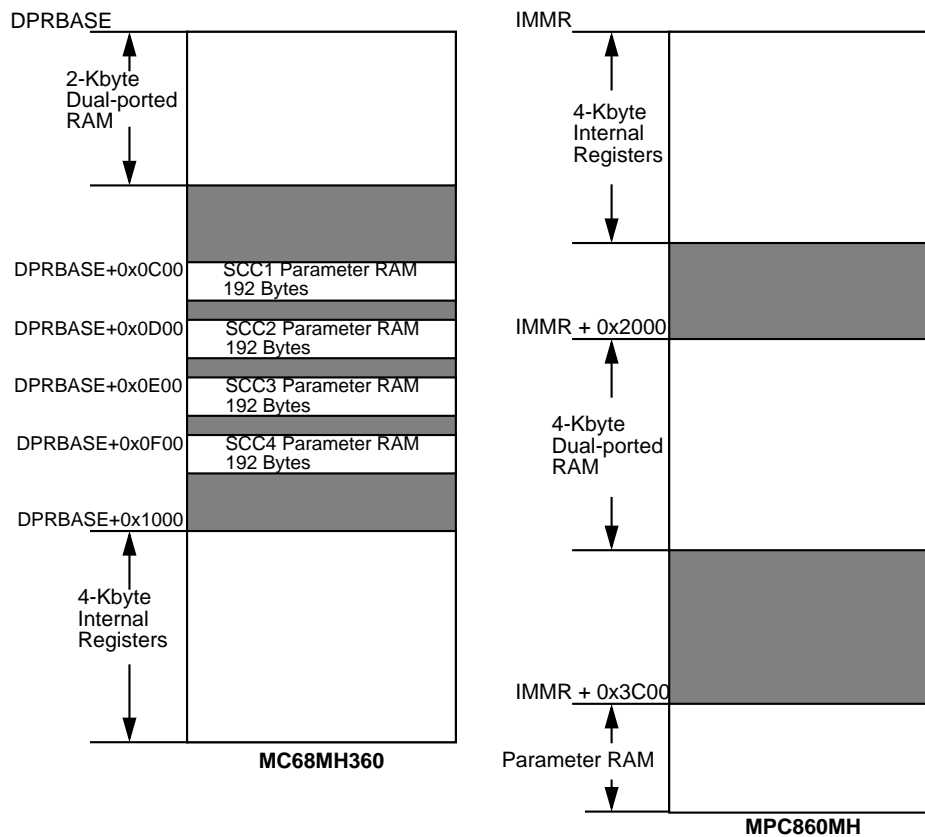 DPRBASE
2-Kbyte
Dual-ported
RAM
DPRBASE+0x0C00
SCC1 Parameter RAM
192 Bytes
DPRBASE+0x0D00
SCC2 Parameter RAM
192 Bytes
DPRBASE+0x0E00
SCC3 Parameter RAM
192 Bytes
DPRBASE+0x0F00
SCC4 Parameter RAM
192 Bytes
DPRBASE+0x1000
4-Kbyte
Internal
Registers
MC68MH360
IMMR
4-Kbyte
Internal
Registers
IMMR + 0x2000
4-Kbyte
Dual-ported
RAM
IMMR + 0x3C00
Parameter RAM
MPC860MH